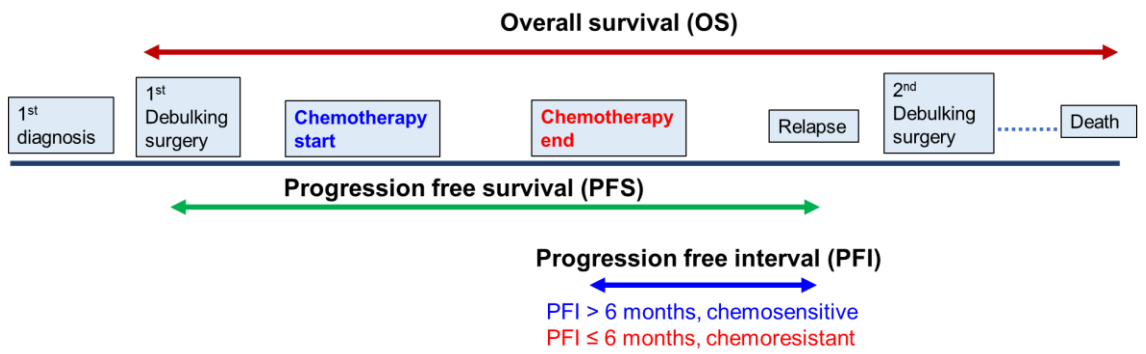 Overall survival (OS)
1st
diagnosis
1st
Debulking
surgery
Chemotherapy
start
Chemotherapy
end
Relapse
2nd
Debulking
surgery
Death
Progression free survival (PFS)
Progression free interval (PFI)
PFI > 6 months, chemosensitive
PFI ≤ 6 months, chemoresistant